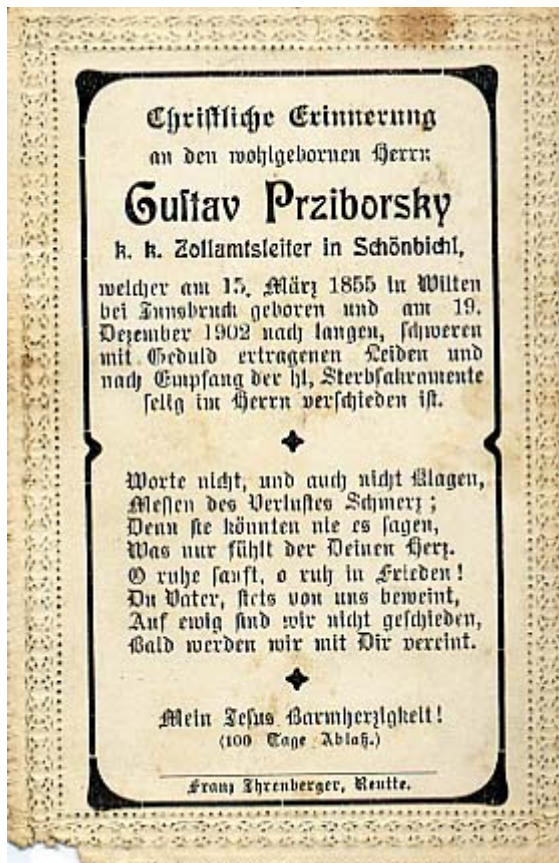 Christliche Erinnerung
an den wohlgebornen Herrn
Gustav Prziborsky
k. k. Zollamtsleiter in Schönbichl,
welcher am 15. März 1855 in Wilten
bei Innsbruck geboren und am 19.
Dezember 1902 nach langen, schweren
mit Geduld ertragenen Leiden und
nach Empfang der hl. Sterbsakramente
selig im Herrn verschieden ist.
Worte nicht, und auch nicht Klagen,
Messen des Verlustes Schmerz;
Denn sie könnten nie es sagen,
Was nur fühlt der Deinen Herz.
O ruhe sanft, o ruh in Frieden!
Du Vater, stets von uns beweint,
Auf ewig sind wir nicht geschieden,
Bald werden wir mit Dir vereint.
Mein Jesus Barmherzigkeit!
(100 Tage Ablaß.)
Franz Ihrenberger, Reutte.